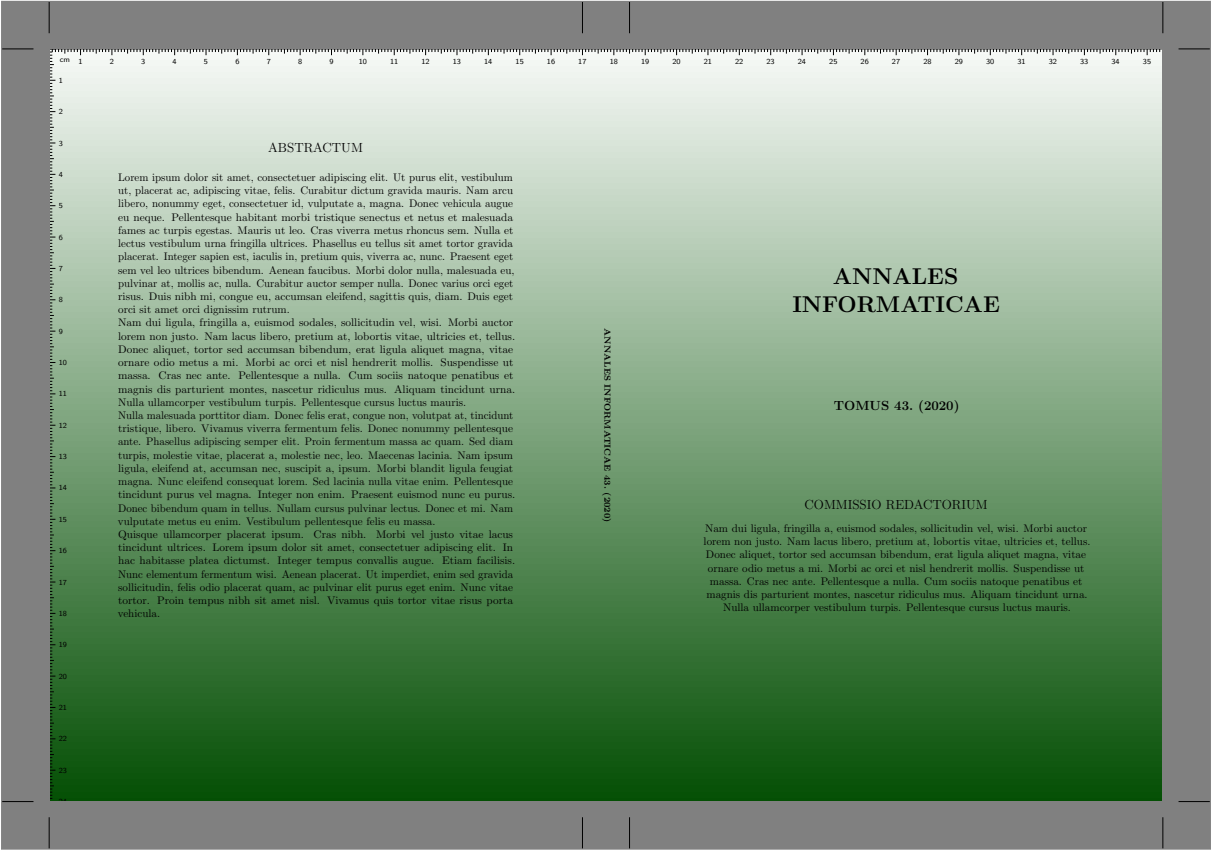 cm 1 2 3 4 5 6 7 8 9 10 11 12 13 14 15 16 17 18 19 20 21 22 23 24 25 26 27 28 29 30 31 32 33 34 35
1
2
3
4
5
6
7
8
9
10
11
12
13
14
15
16
17
18
19
20
21
22
23
ABSTRACTUM
Lorem ipsum dolor sit amet, consectetuer adipiscing elit. Ut purus elit, vestibulum
ut, placerat ac, adipiscing vitae, felis. Curabitur dictum gravida mauris. Nam arcu
libero, nonummy eget, consectetuer id, vulputate a, magna. Donec vehicula augue
eu neque. Pellentesque habitant morbi tristique senectus et netus et malesuada
fames ac turpis egestas. Mauris ut leo. Cras viverra metus rhoncus sem. Nulla et
lectus vestibulum urna fringilla ultrices. Phasellus eu tellus sit amet tortor gravida
placerat. Integer sapien est, iaculis in, pretium quis, viverra ac, nunc. Praesent eget
sem vel leo ultrices bibendum. Aenean faucibus. Morbi dolor nulla, malesuada eu,
pulvinar at, mollis ac, nulla. Curabitur auctor semper nulla. Donec varius orci eget
risus. Duis nibh mi, congue eu, accumsan eleifend, sagittis quis, diam. Duis eget
orci sit amet orci dignissim rutrum.
Nam dui ligula, fringilla a, euismod sodales, sollicitudin vel, wisi. Morbi auctor
lorem non justo. Nam lacus libero, pretium at, lobortis vitae, ultricies et, tellus.
Donec aliquet, tortor sed accumsan bibendum, erat ligula aliquet magna, vitae
ornare odio metus a mi. Morbi ac orci et nisl hendrerit mollis. Suspendisse ut
massa. Cras nec ante. Pellentesque a nulla. Cum sociis natoque penatibus et
magnis dis parturient montes, nascetur ridiculus mus. Aliquam tincidunt urna.
Nulla ullamcorper vestibulum turpis. Pellentesque cursus luctus mauris.
Nulla malesuada porttitor diam. Donec felis erat, congue non, volutpat at, tincidunt
tristique, libero. Vivamus viverra fermentum felis. Donec nonummy pellentesque
ante. Phasellus adipiscing semper elit. Proin fermentum massa ac quam. Sed diam
turpis, molestie vitae, placerat a, molestie nec, leo. Maecenas lacinia. Nam ipsum
ligula, eleifend at, accumsan nec, suscipit a, ipsum. Morbi blandit ligula feugiat
magna. Nunc eleifend consequat lorem. Sed lacinia nulla vitae enim. Pellentesque
tincidunt purus vel magna. Integer non enim. Praesent euismod nunc eu purus.
Donec bibendum quam in tellus. Nullam cursus pulvinar lectus. Donec et mi. Nam
vulputate metus eu enim. Vestibulum pellentesque felis eu massa.
Quisque ullamcorper placerat ipsum. Cras nibh. Morbi vel justo vitae lacus
tincidunt ultrices. Lorem ipsum dolor sit amet, consectetuer adipiscing elit. In
hac habitasse platea dictumst. Integer tempus convallis augue. Etiam facilisis.
Nunc elementum fermentum wisi. Aenean placerat. Ut imperdiet, enim sed gravida
sollicitudin, felis odio placerat quam, ac pulvinar elit purus eget enim. Nunc vitae
tortor. Proin tempus nibh sit amet nisl. Vivamus quis tortor vitae risus porta
vehicula.
ANNALES INFORMATICAE 43. (2020)
ANNALES
INFORMATICAE
TOMUS 43. (2020)
COMMISSIO REDACTORIUM
Nam dui ligula, fringilla a, euismod sodales, sollicitudin vel, wisi. Morbi auctor
lorem non justo. Nam lacus libero, pretium at, lobortis vitae, ultricies et, tellus.
Donec aliquet, tortor sed accumsan bibendum, erat ligula aliquet magna, vitae
ornare odio metus a mi. Morbi ac orci et nisl hendrerit mollis. Suspendisse ut
massa. Cras nec ante. Pellentesque a nulla. Cum sociis natoque penatibus et
magnis dis parturient montes, nascetur ridiculus mus. Aliquam tincidunt urna.
Nulla ullamcorper vestibulum turpis. Pellentesque cursus luctus mauris.